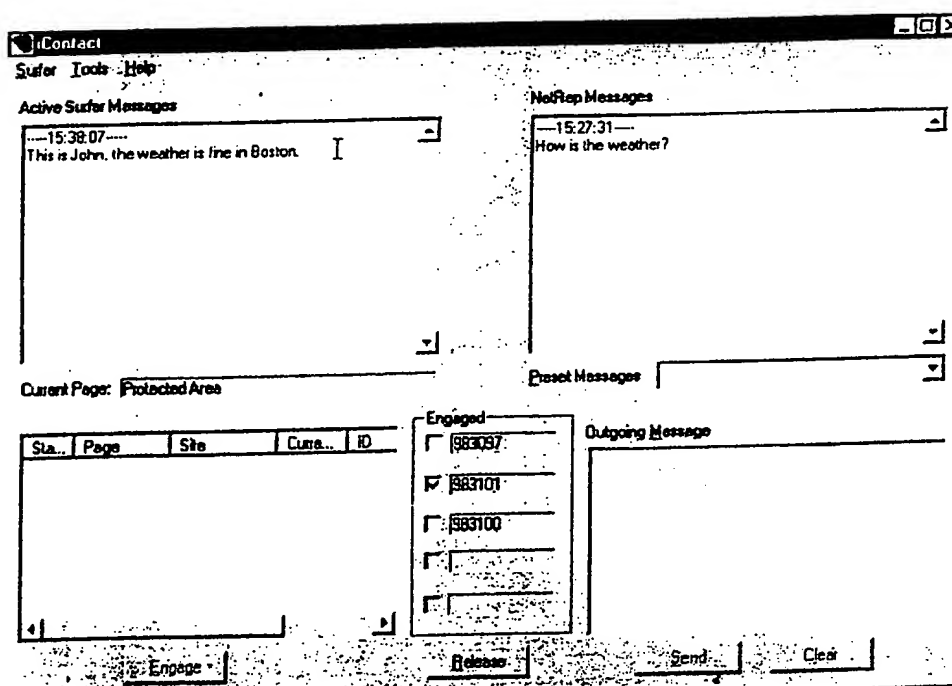 iContact
Surfer Tools Help
Active Surfer Messages
-----15:38:07-----
This is John, the weather is fine in Boston.
NetRep Messages
-----15:27:31-----
How is the weather?
Current Page: Protected Area
Preset Messages
Sta... Page Site Curre... ID
Engaged
983097
983101
983100
Outgoing Message
Engage
Release
Send
Clear